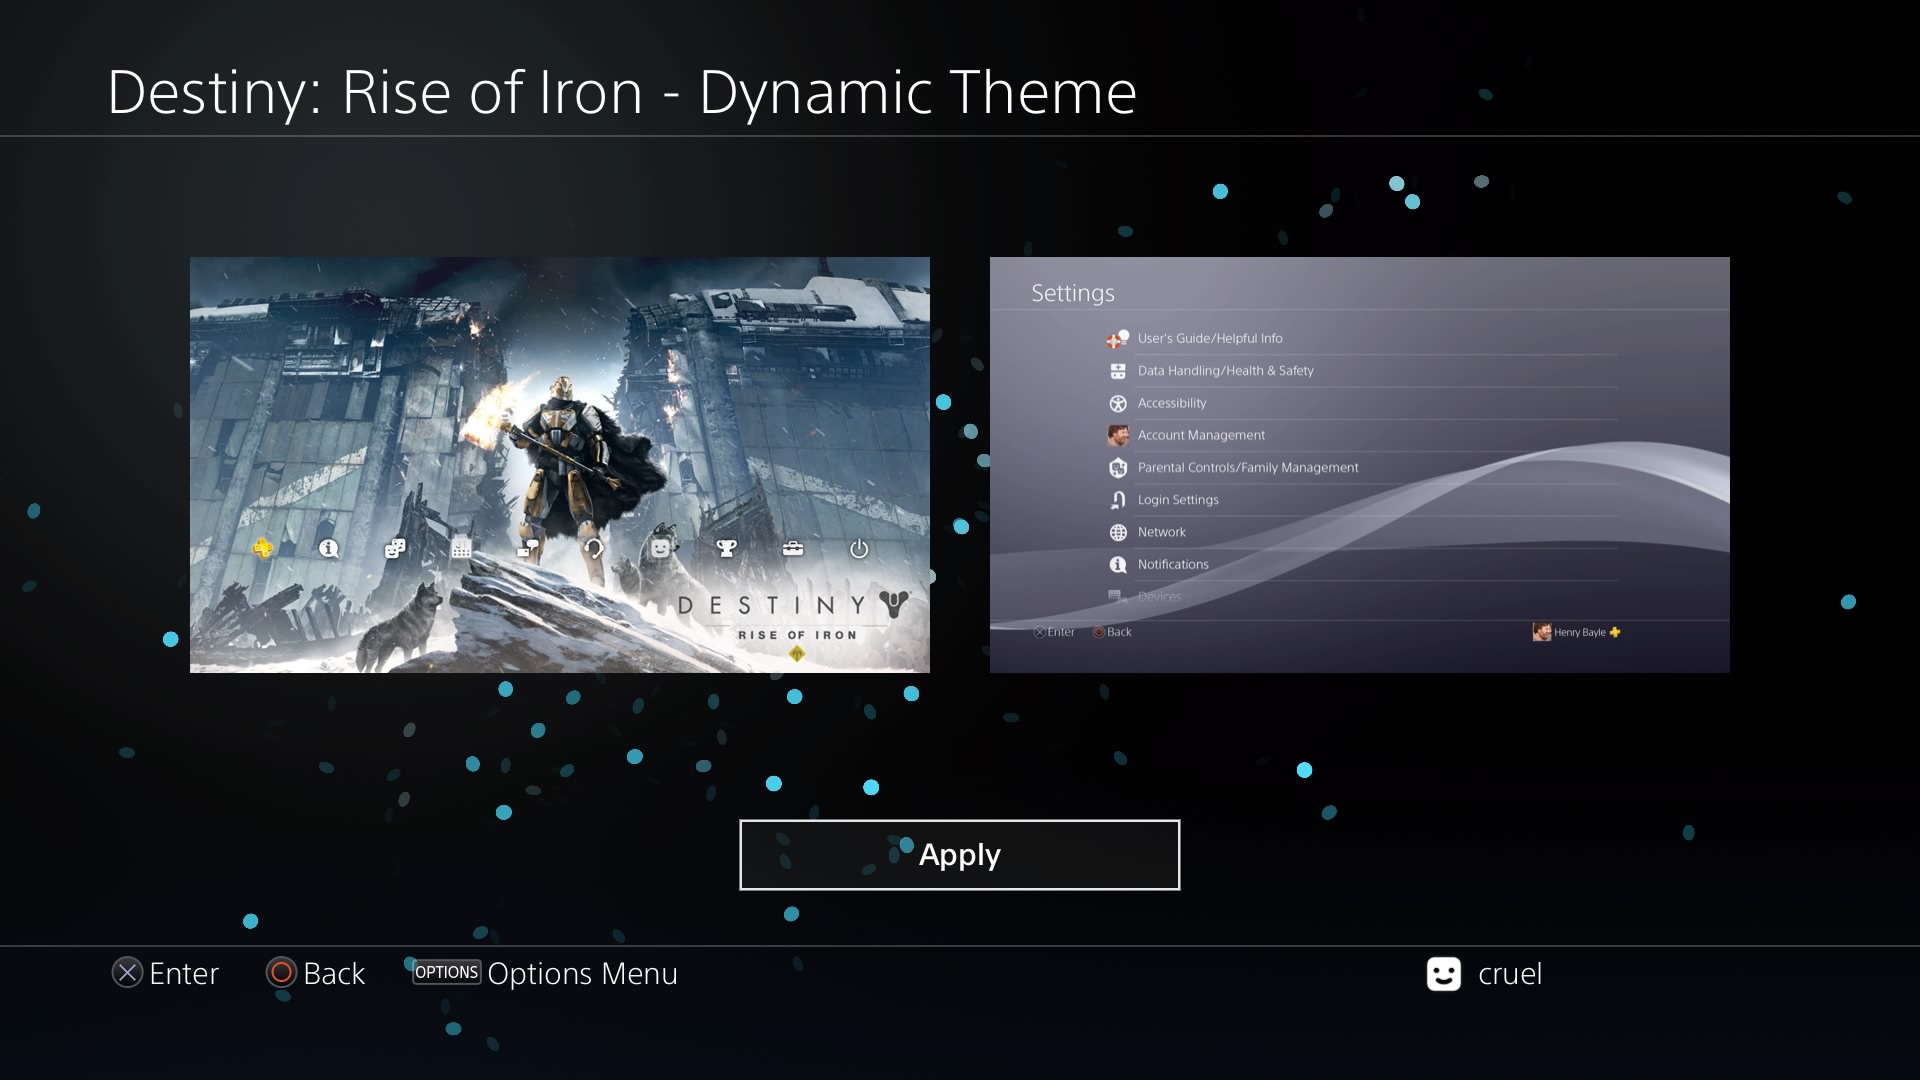 Destiny: Rise of Iron - Dynamic Theme
DESTINY
RISE OF IRON
Settings
User's Guide/Helpful Info
Data Handling/Health & Safety
Accessibility
Account Management
Parental Controls/Family Management
Login Settings
Network
Notifications
Devices
Enter
Back
Henry Bayle
Apply
Enter
Back
OPTIONS Options Menu
cruel